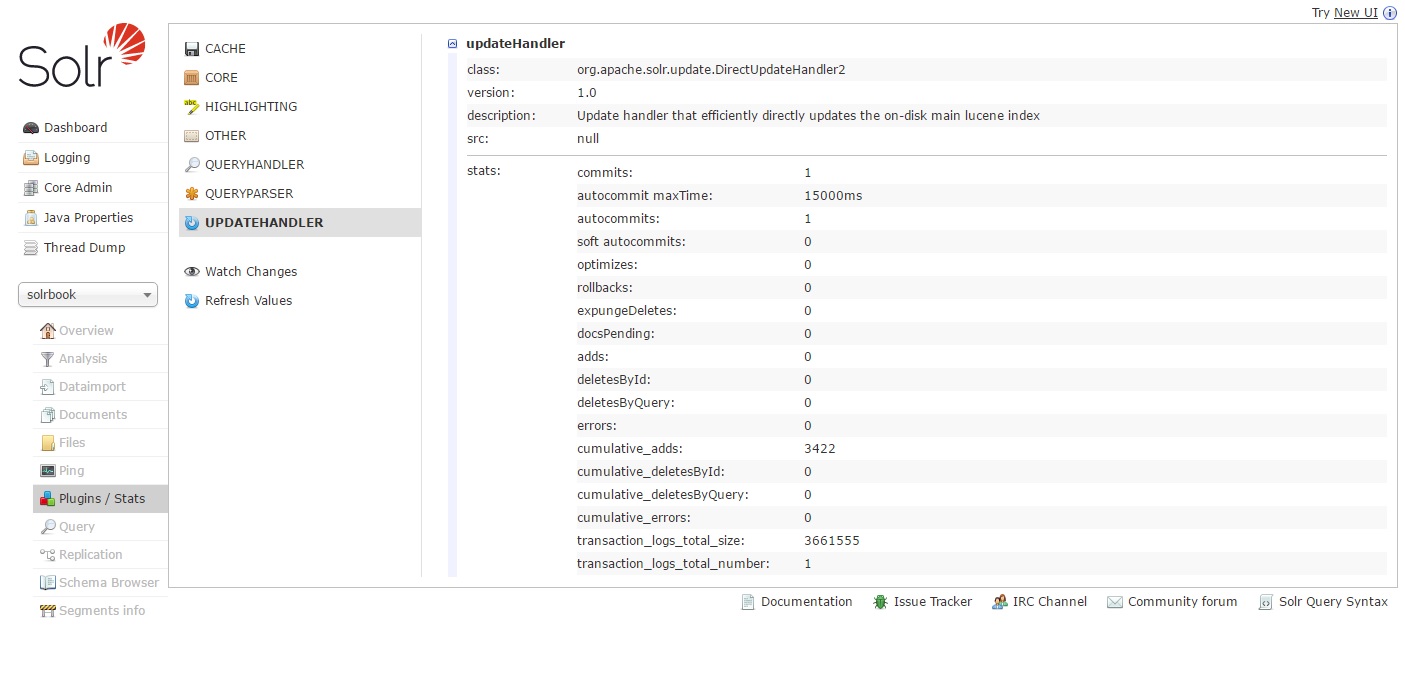 Try New UI
Solr
Dashboard
Logging
Core Admin
Java Properties
Thread Dump
solrbook
Overview
Analysis
Dataimport
Documents
Files
Ping
Plugins / Stats
Query
Replication
Schema Browser
Segments info
CACHE
CORE
HIGHLIGHTING
OTHER
QUERYHANDLER
QUERYPARSER
UPDATEHANDLER
Watch Changes
Refresh Values
updateHandler
class: org.apache.solr.update.DirectUpdateHandler2
version: 1.0
description: Update handler that efficiently directly updates the on-disk main lucene index
src: null
stats: commits: 1
autocommit maxTime: 15000ms
autocommits: 1
soft autocommits: 0
optimizes: 0
rollbacks: 0
expungeDeletes: 0
docsPending: 0
adds: 0
deletesById: 0
deletesByQuery: 0
errors: 0
cumulative_adds: 3422
cumulative_deletesById: 0
cumulative_deletesByQuery: 0
cumulative_errors: 0
transaction_logs_total_size: 3661555
transaction_logs_total_number: 1
Documentation Issue Tracker IRC Channel Community forum Solr Query Syntax